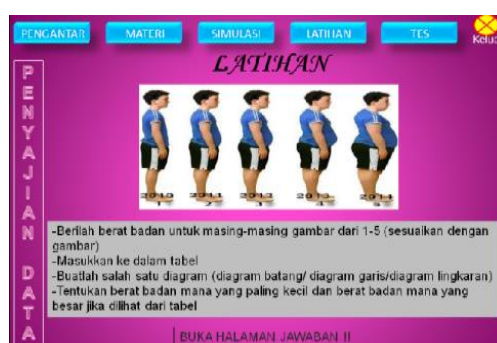 PENGANTAR
MATERI
SIMULASI
LATIHAN
TES
LATIHAN
PENYAJIAN DATA
2010
2011
-Berilah berat badan untuk masing-masing gambar dari 1-5 (sesuaikan dengan
gambar)
-Masukkan ke dalam tabel
-Buatlah salah satu diagram (diagram batang/ diagram garis/diagram lingkaran)
-Tentukan berat badan mana yang paling kecil dan berat badan mana yang
besar jika dilihat dari tabel
BUKA HALAMAN JAWABAN !!